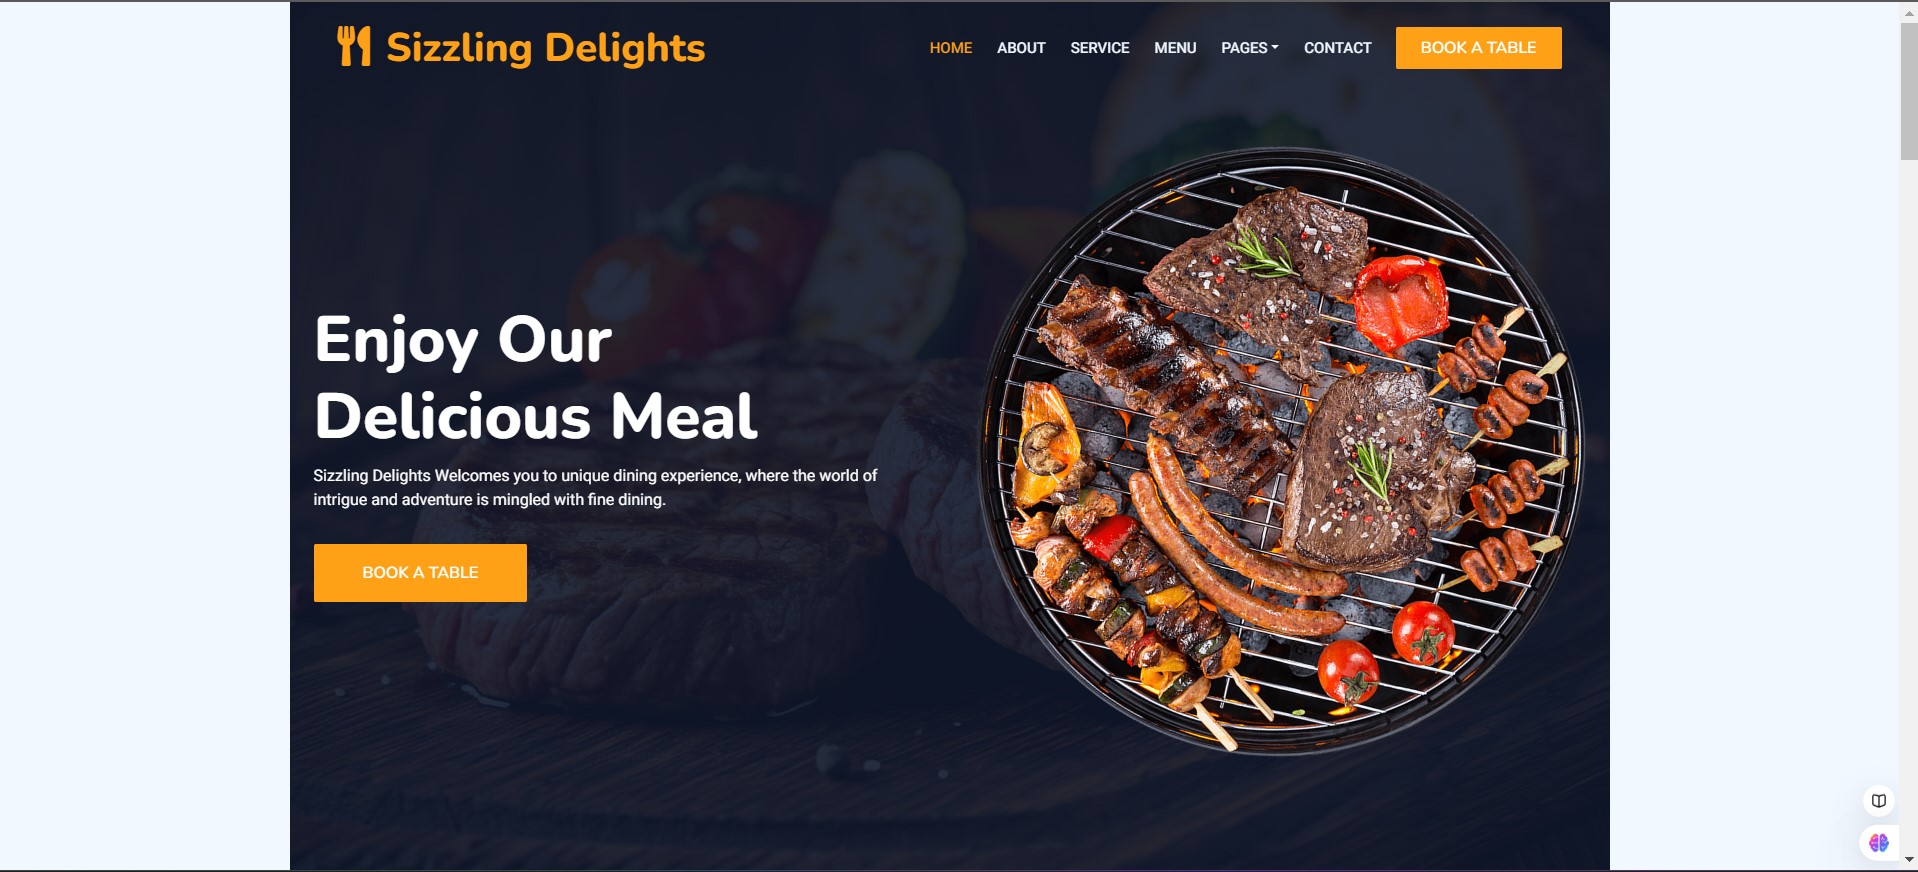 Sizzling Delights
HOME ABOUT SERVICE MENU PAGES CONTACT BOOK A TABLE
Enjoy Our
Delicious Meal
Sizzling Delights Welcomes you to unique dining experience, where the world of
intrigue and adventure is mingled with fine dining.
BOOK A TABLE